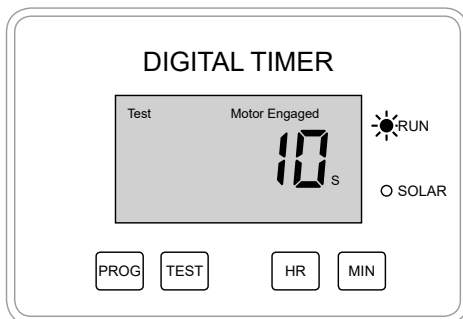 DIGITAL TIMER
Test Motor Engaged
RUN
10 s
SOLAR
PROG TEST HR MIN